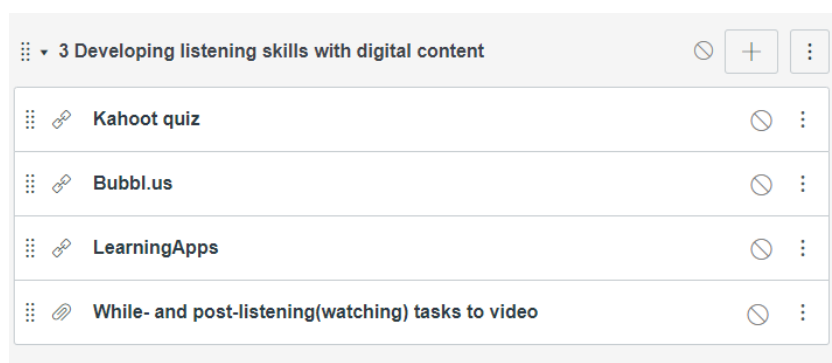 3 Developing listening skills with digital content
Kahoot quiz
Bubbl.us
LearningApps
While- and post-listening(watching) tasks to video